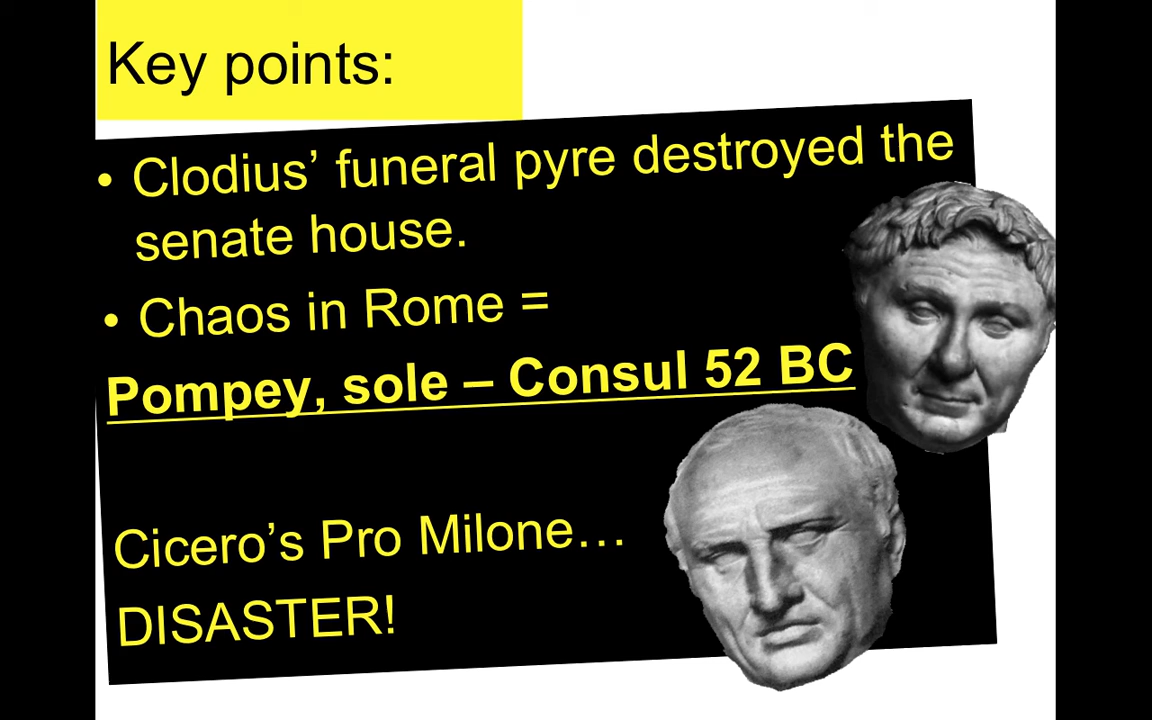 Key points:
• Clodius’ funeral pyre destroyed the
senate house.
• Chaos in Rome =
Pompey, sole – Consul 52 BC
Cicero’s Pro Milone…
DISASTER!